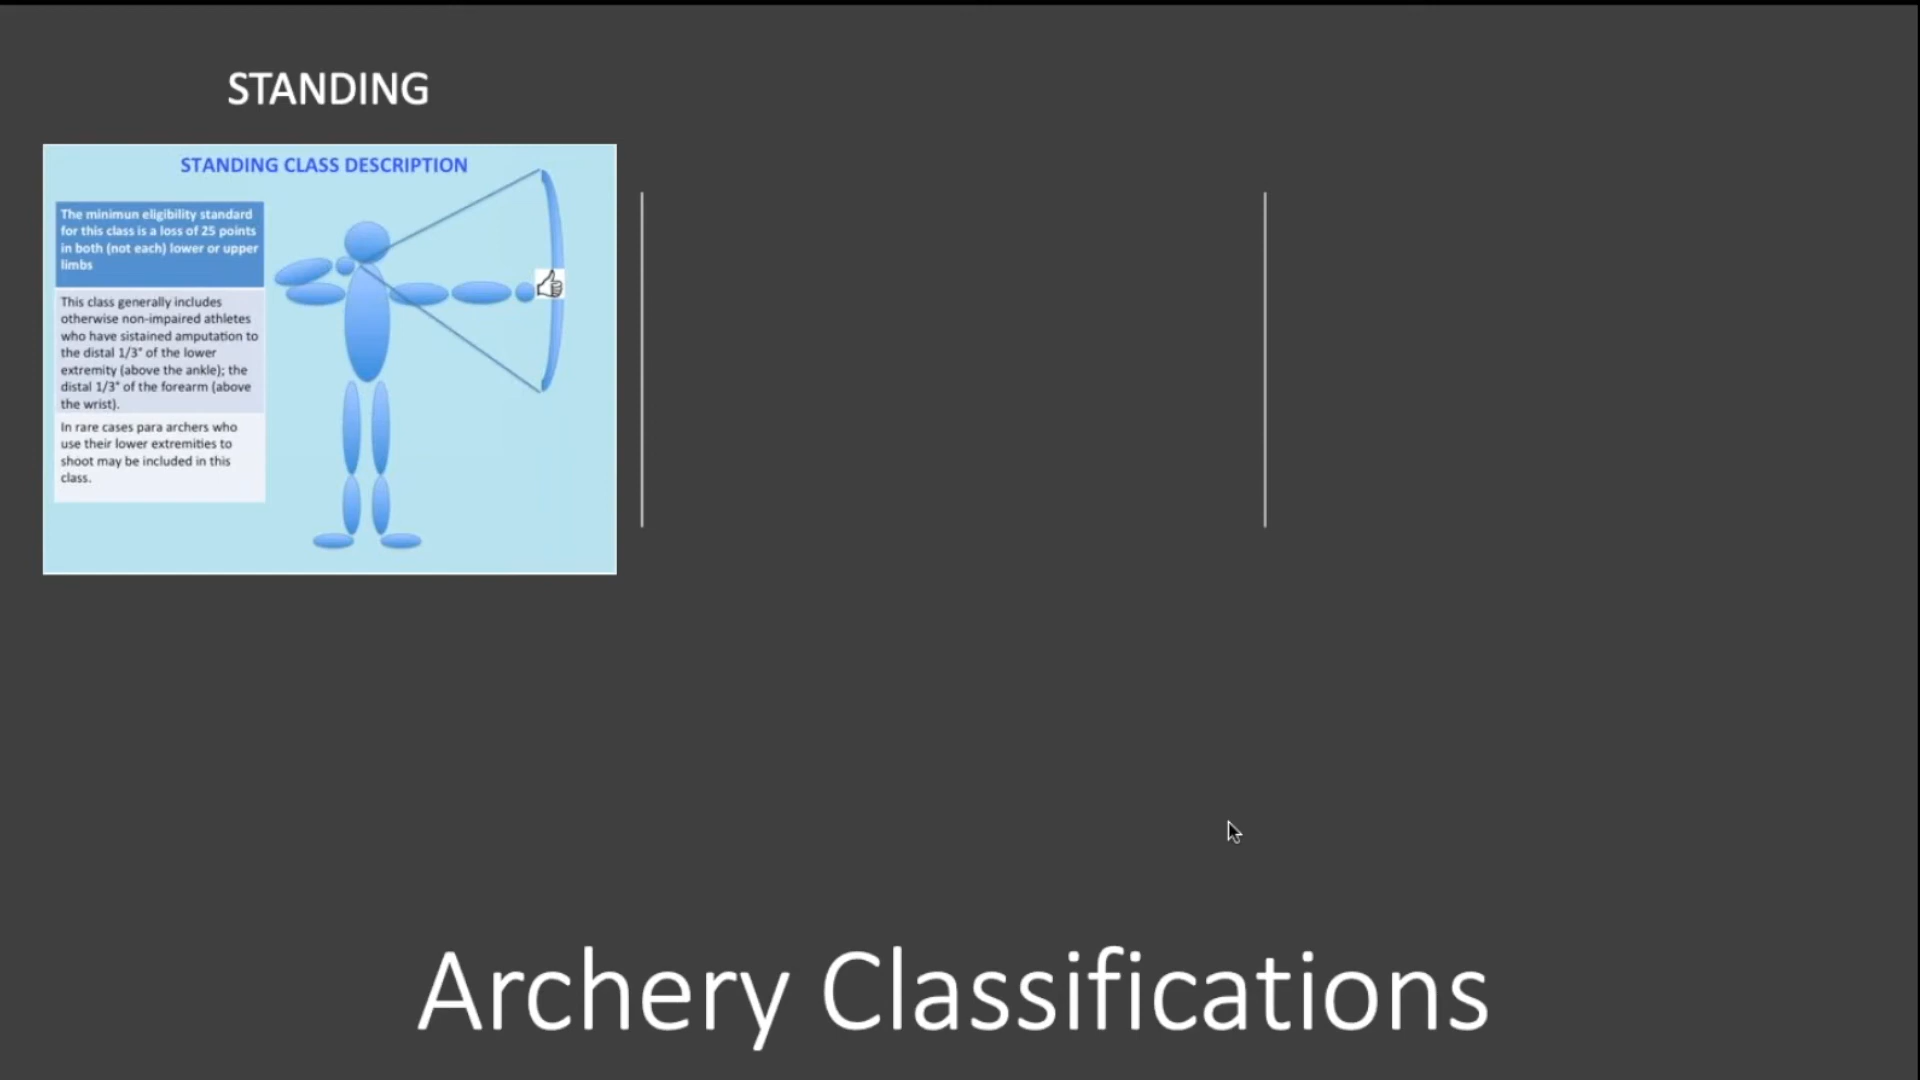 STANDING
STANDING CLASS DESCRIPTION
The minimun eligibility standard
for this class is a loss of 25 points
in both (not each) lower or upper
limbs
This class generally includes
otherwise non-impaired athletes
who have sistained amputation to
the distal 1/3° of the lower
extremity (above the ankle); the
distal 1/3° of the forearm (above
the wrist).
In rare cases para archers who
use their lower extremities to
shoot may be included in this
class.
Archery Classifications